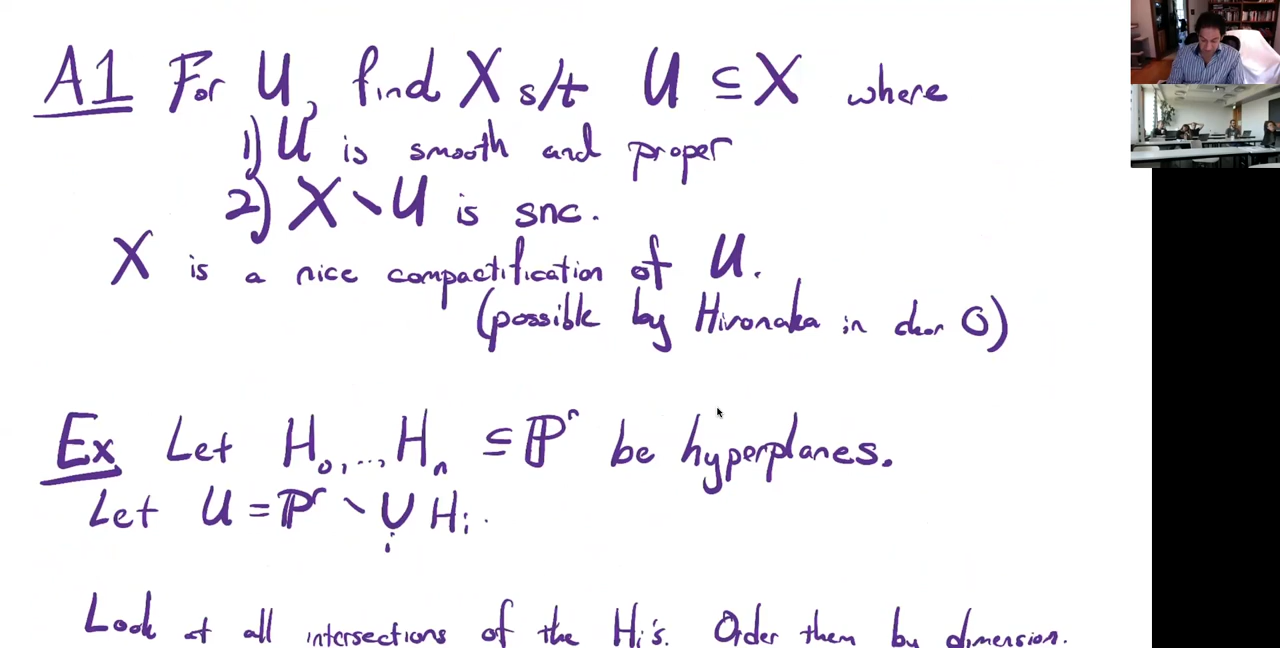 A1 For U, find X s/t U ⊆ X where
1) U is smooth and proper
2) X \ U is snc.
X is a nice compactification of U.
(possible by Hironaka in char 0)
Ex Let H₀,..., Hₙ ⊆ ℙʳ be hyperplanes.
Let U = ℙʳ \ ∪ᵢ Hᵢ.
Look at all intersections of the Hᵢ's. Order them by dimension.